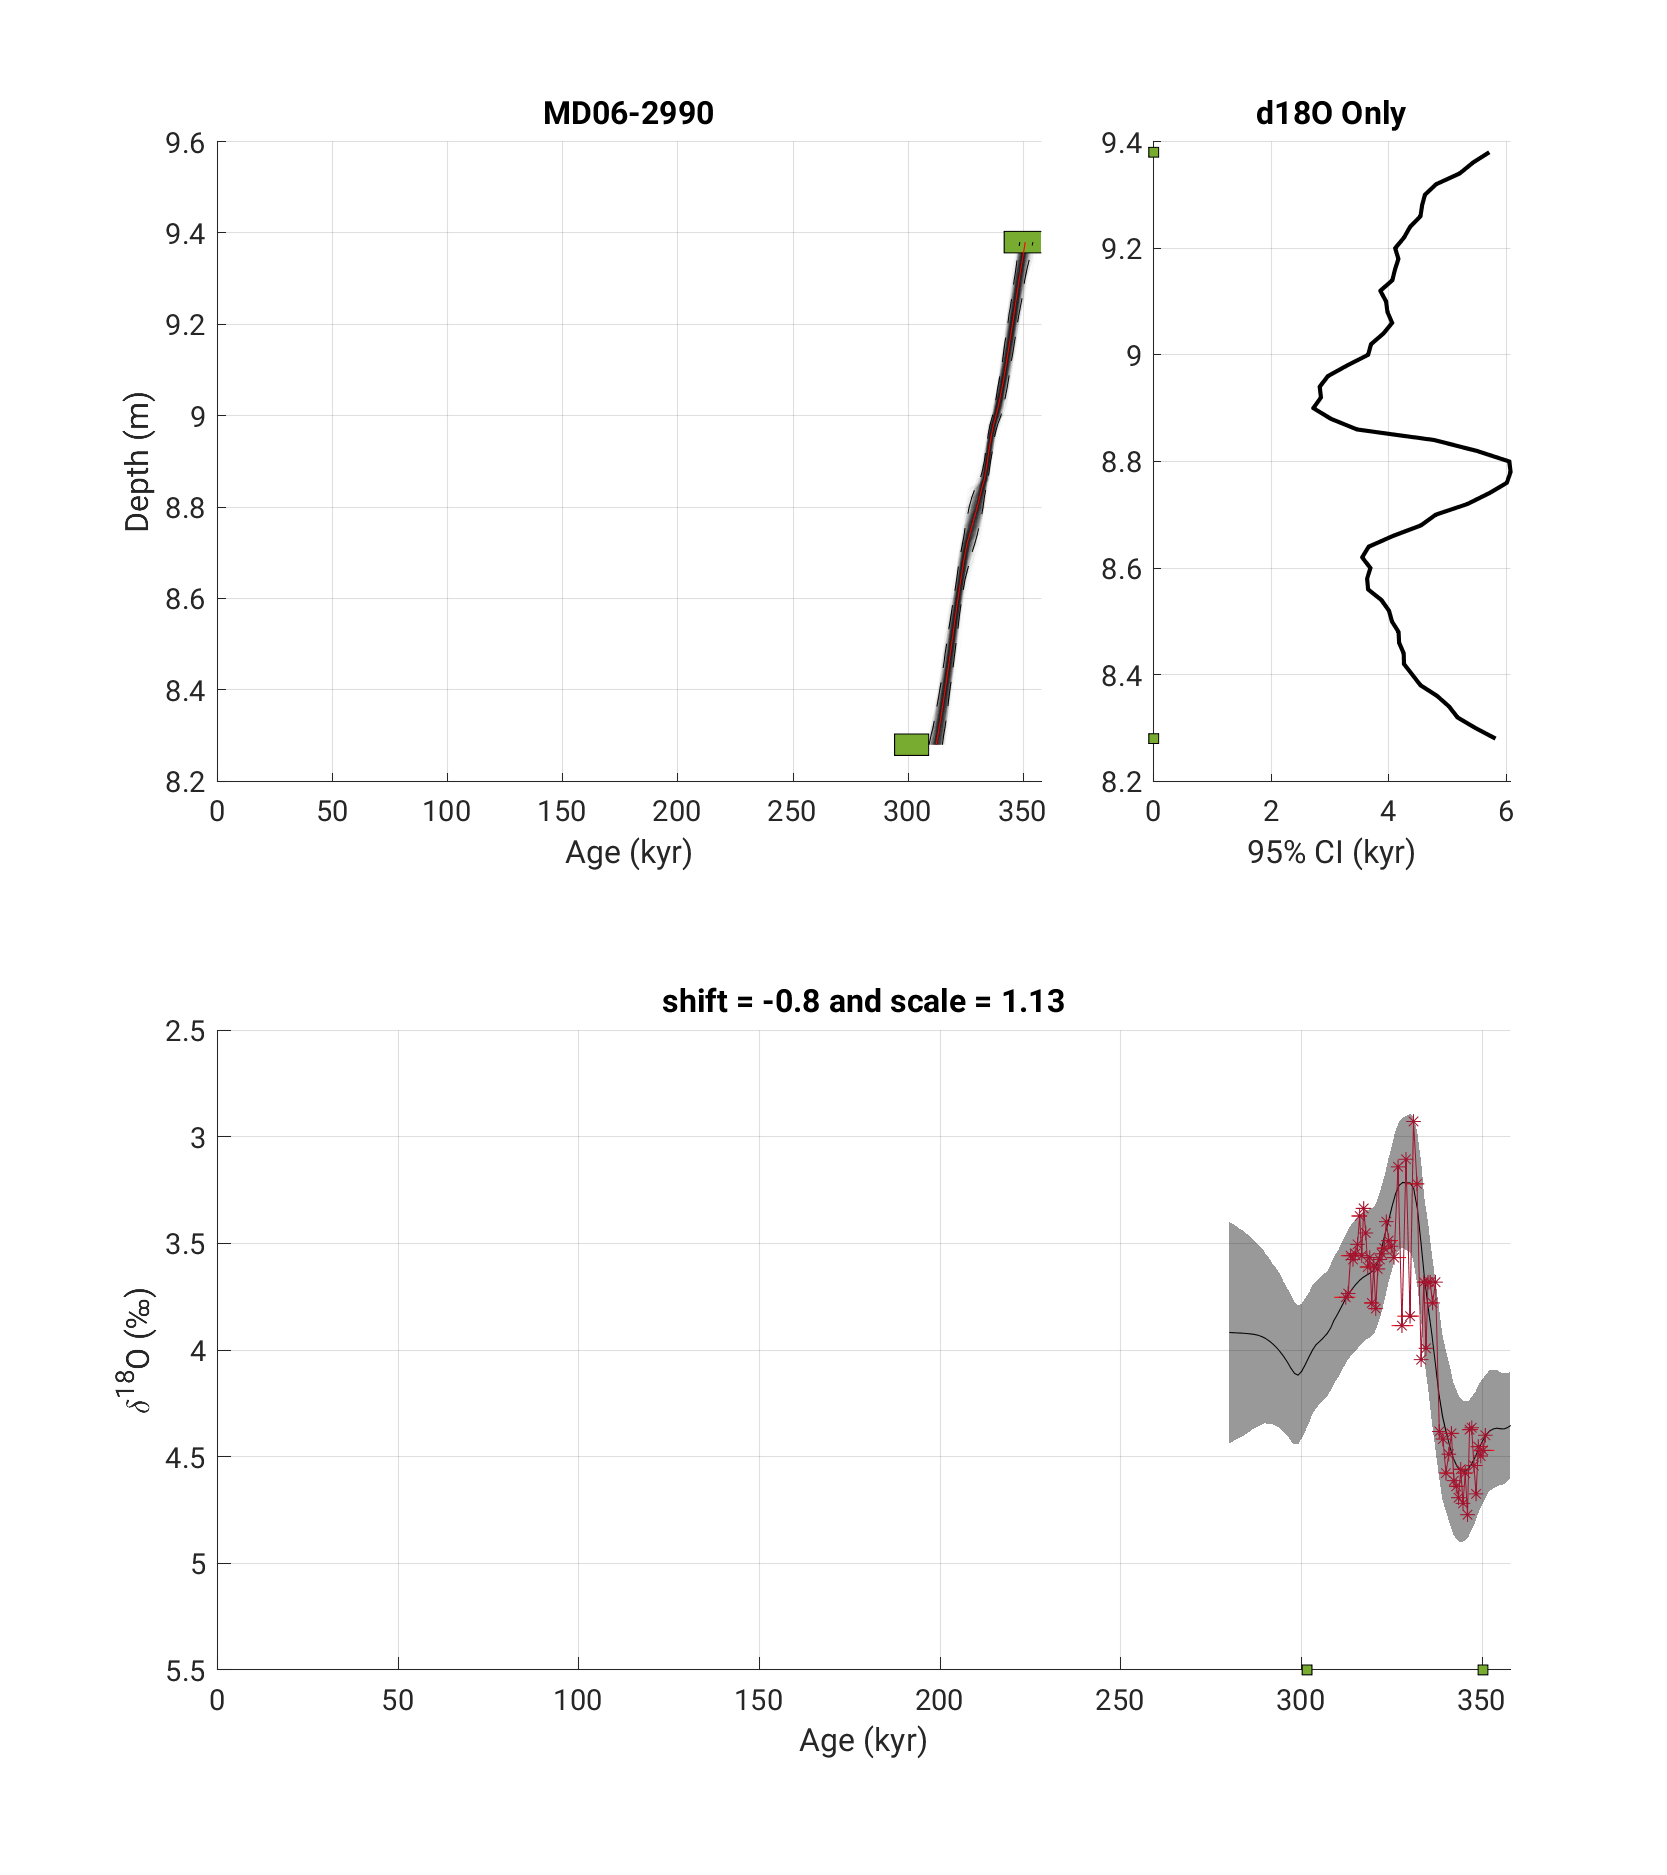 MD06-2990
9.6
9.4
9.2
9
8.8
8.6
8.4
8.2
0 50 100 150 200 250 300 350
Age (kyr)
Depth (m)
d18O Only
9.4
9.2
9
8.8
8.6
8.4
8.2
0 2 4 6
95% CI (kyr)
shift = -0.8 and scale = 1.13
2.5
3
3.5
4
4.5
5
5.5
0 50 100 150 200 250 300 350
Age (kyr)
δ¹⁸O (‰)